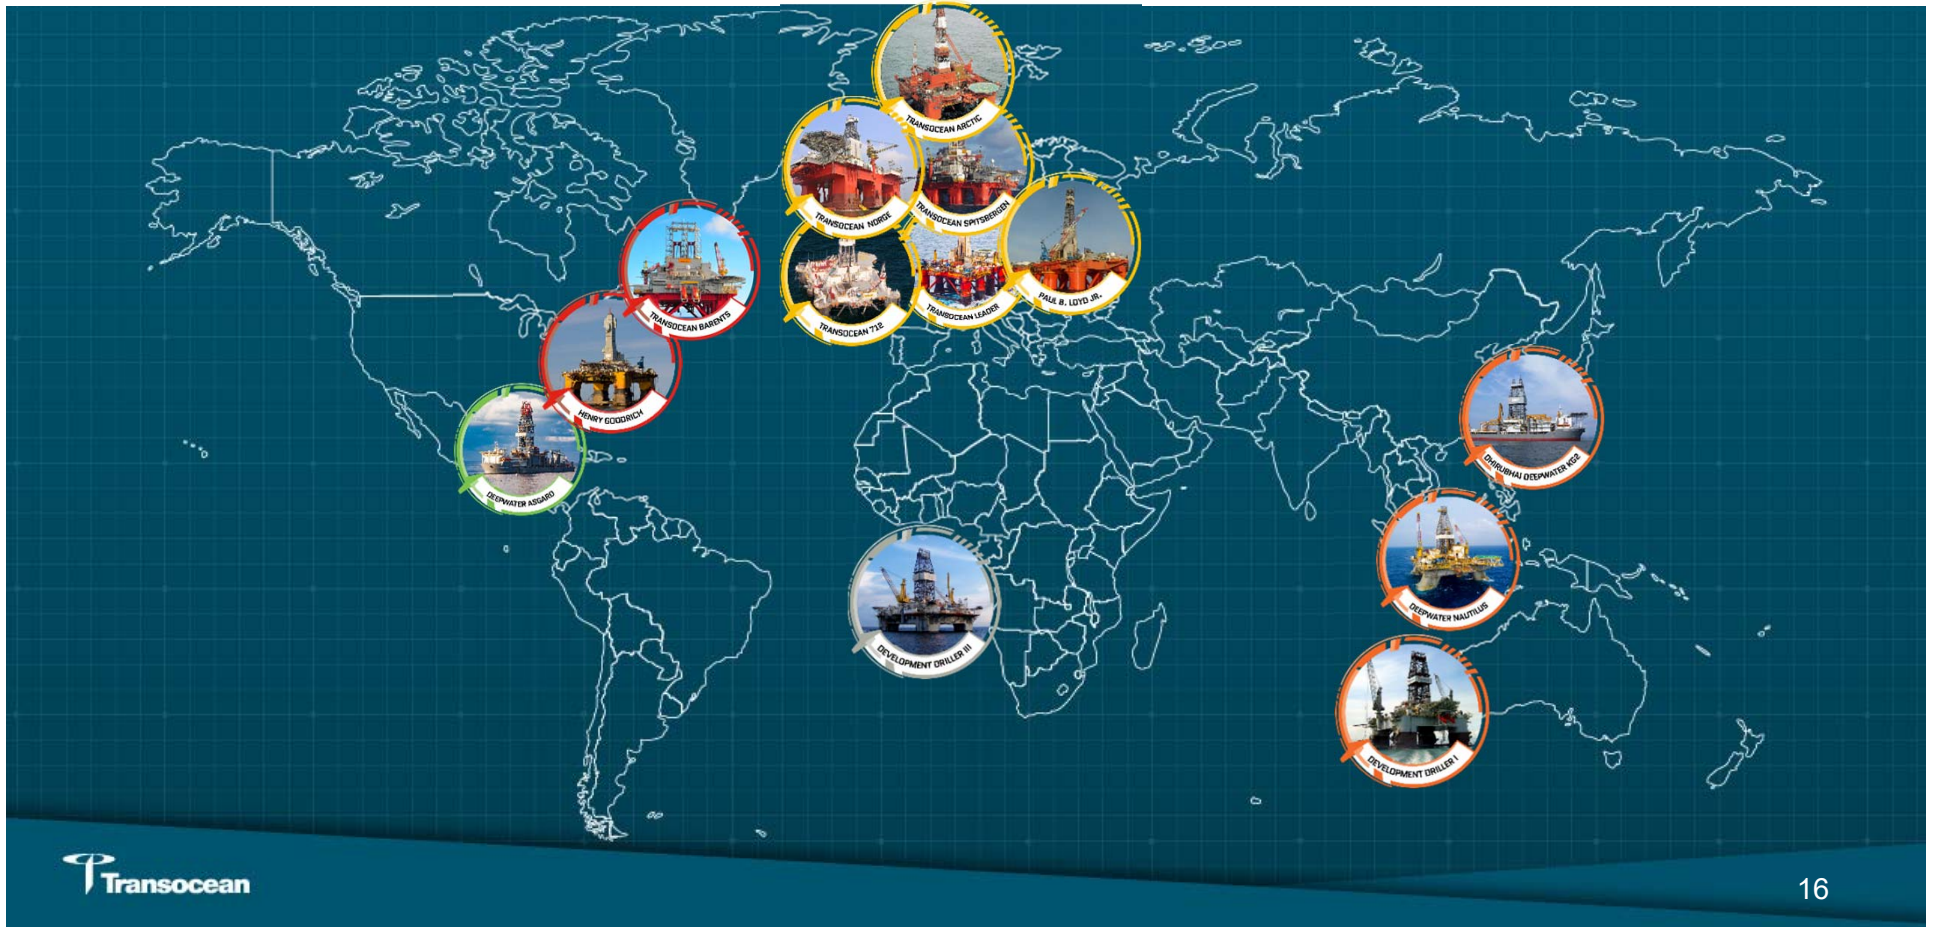 TRANSOCEAN ARCTIC
TRANSOCEAN NORGE
TRANSOCEAN SPITSBERGEN
TRANSOCEAN BARENTS
PAUL B. LOYD JR.
TRANSOCEAN 712
TRANSOCEAN LEADER
HENRY GOODRICH
DEEPWATER ASGARD
DHIRUBHAI DEEPWATER KG2
DEEPWATER NAUTILUS
DEVELOPMENT DRILLER III
DEVELOPMENT DRILLER I
Transocean
16